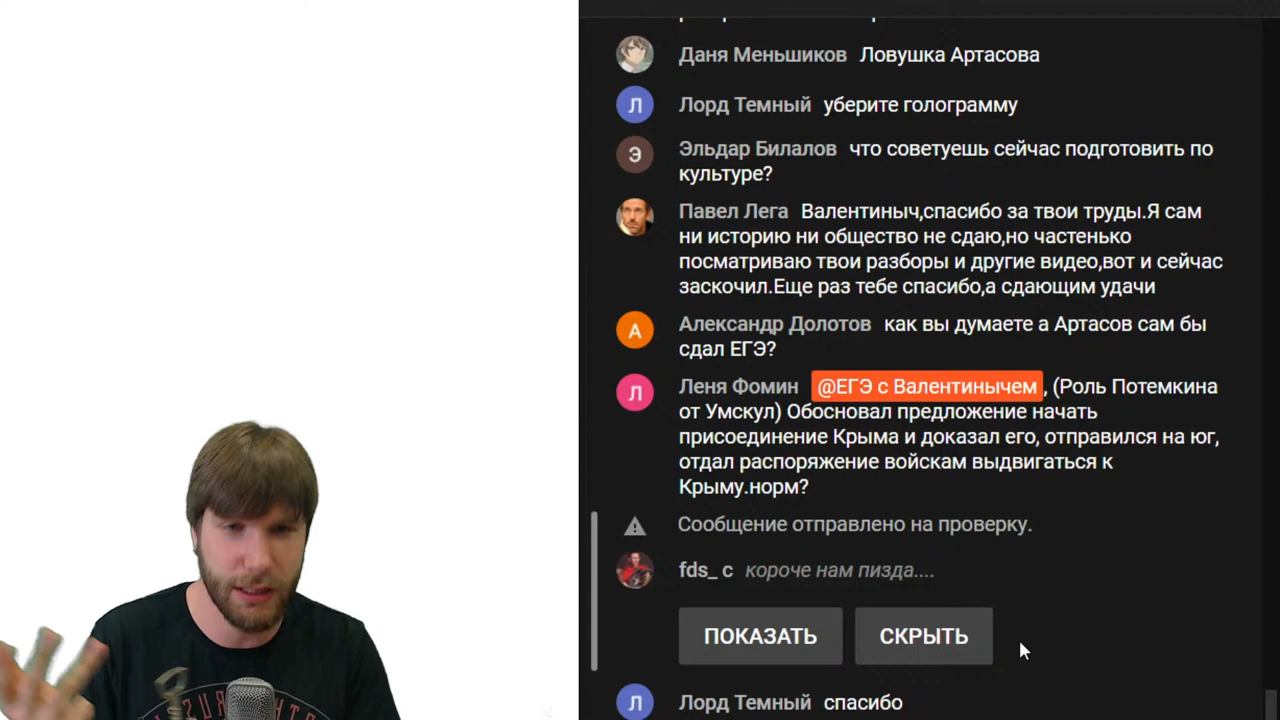 Даня Меньшиков Ловушка Артасова
Л Лорд Темный уберите голограмму
Э Эльдар Билалов что советуешь сейчас подготовить по
культуре?
Павел Лега Валентиныч,спасибо за твои труды.Я сам
ни историю ни общество не сдаю,но частенько
посматриваю твои разборы и другие видео,вот и сейчас
заскочил.Еще раз тебе спасибо,а сдающим удачи
А Александр Долотов как вы думаете а Артасов сам бы
сдал ЕГЭ?
Л Леня Фомин @ЕГЭ с Валентинычем, (Роль Потемкина
от Умскул) Обосновал предложение начать
присоединение Крыма и доказал его, отправился на юг,
отдал распоряжение войскам выдвигаться к
Крыму.норм?
Сообщение отправлено на проверку.
fds_ c короче нам пизда....
ПОКАЗАТЬ СКРЫТЬ
Л Лорд Темный спасибо